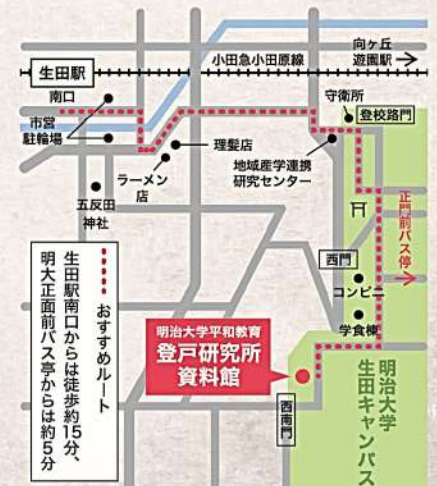 向ヶ丘
遊園駅
小田急小田原線
生田駅
南口
市営
駐輪場
守衛所
登校路門
理髪店
ラーメン
店
地域産学連携
研究センター
五反田
神社
正門前バス停
西門
コンビニ
学食棟
おすすめルート
生田駅南口からは徒歩約15分、
明大正面前バス亭からは約5分
明治大学平和教育
登戸研究所
資料館
西南門
明治大学
生田キャンパス